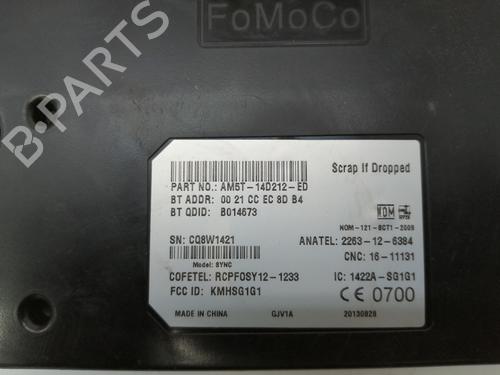 FoMoCo
B-PARTS
Scrap If Dropped
PART NO.: AM5T-14D212-ED
BT ADDR: 00 21 CC EC 8D B4
BT QDID: B014673
NOM
NOM-121-SCT1-2009
SN: CQ8W1421
ANATEL: 2263-12-6384
Model: SYNC
CNC: 16-11131
COFETEL: RCPFOSY12-1233
IC: 1422A-SG1G1
FCC ID: KMHSG1G1
CE 0700
MADE IN CHINA GJV1A 20130828